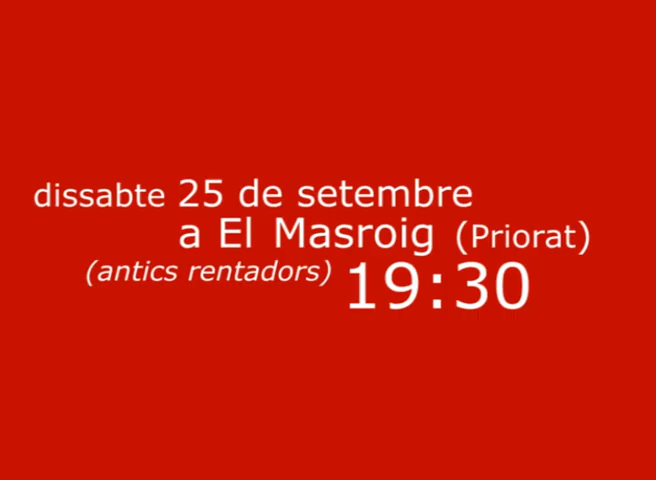 dissabte 25 de setembre
a El Masroig (Priorat)
(antics rentadors) 19:30